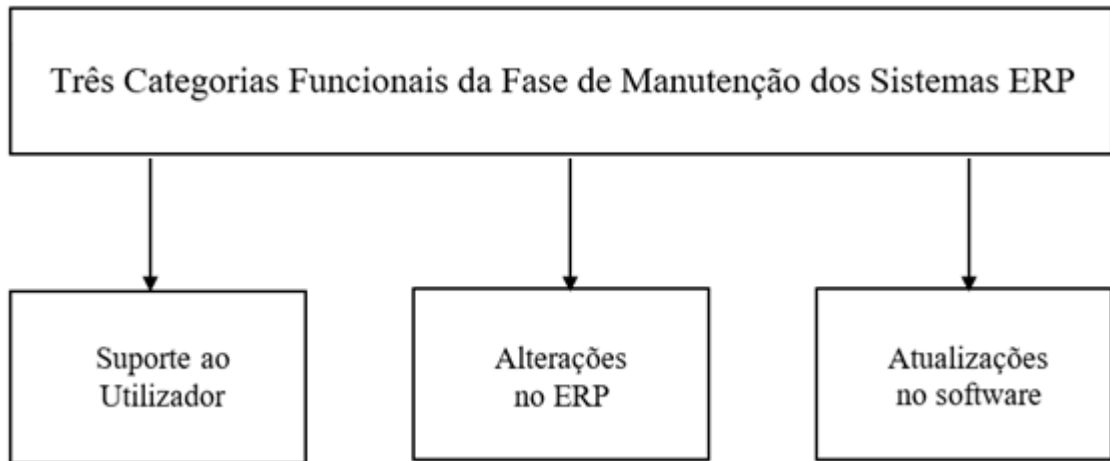 Três Categorias Funcionais da Fase de Manutenção dos Sistemas ERP
Suporte ao
Utilizador
Alterações
no ERP
Atualizações
no software